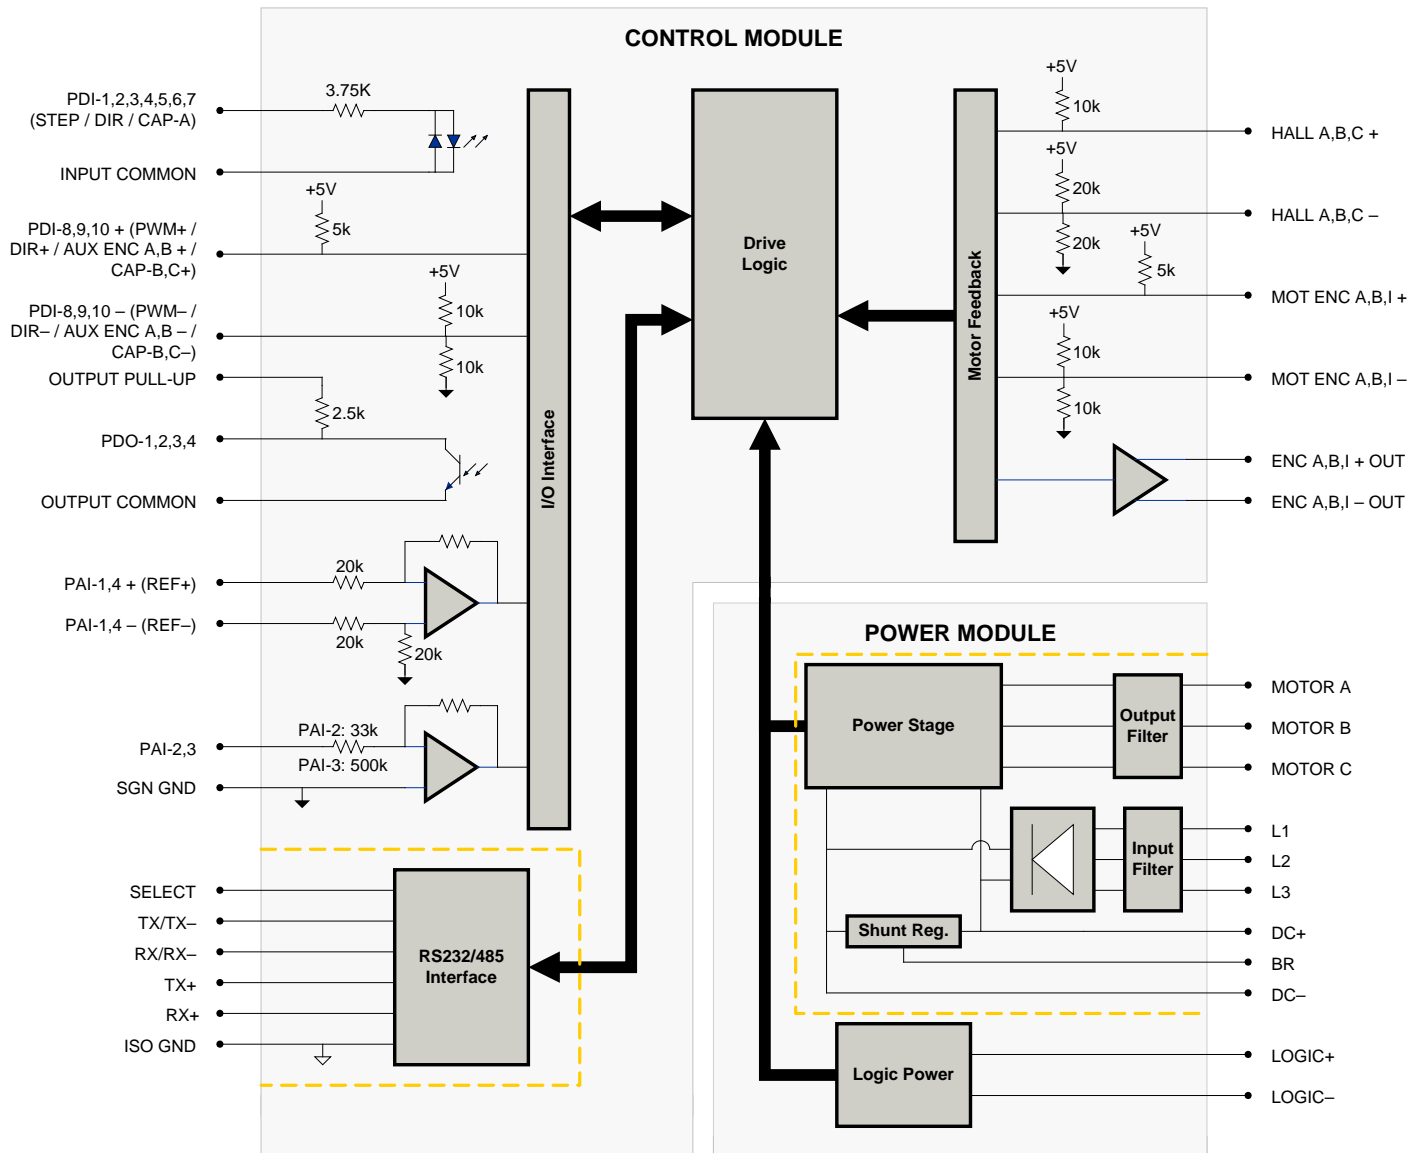 CONTROL MODULE
PDI-1,2,3,4,5,6,7
(STEP / DIR / CAP-A)
3.75K
INPUT COMMON
+5V
5k
PDI-8,9,10 + (PWM+ /
DIR+ / AUX ENC A,B + /
CAP-B,C+)
+5V
10k
10k
PDI-8,9,10 – (PWM– /
DIR– / AUX ENC A,B – /
CAP-B,C–)
OUTPUT PULL-UP
2.5k
PDO-1,2,3,4
OUTPUT COMMON
PAI-1,4 + (REF+)
20k
PAI-1,4 – (REF–)
20k
20k
PAI-2,3
PAI-2: 33k
PAI-3: 500k
SGN GND
I/O Interface
Drive
Logic
Motor Feedback
+5V
10k
HALL A,B,C +
+5V
20k
20k
HALL A,B,C –
+5V
5k
MOT ENC A,B,I +
+5V
10k
10k
MOT ENC A,B,I –
ENC A,B,I + OUT
ENC A,B,I – OUT
SELECT
TX/TX–
RX/RX–
TX+
RX+
ISO GND
RS232/485
Interface
POWER MODULE
Power Stage
Output
Filter
MOTOR A
MOTOR B
MOTOR C
Input
Filter
L1
L2
L3
Shunt Reg.
DC+
BR
DC–
Logic Power
LOGIC+
LOGIC–